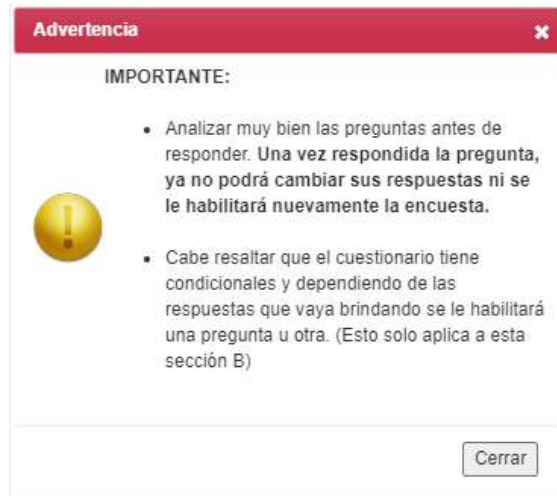 Advertencia
IMPORTANTE:
• Analizar muy bien las preguntas antes de
responder. Una vez respondida la pregunta,
ya no podrá cambiar sus respuestas ni se
le habilitará nuevamente la encuesta.
• Cabe resaltar que el cuestionario tiene
condicionales y dependiendo de las
respuestas que vaya brindando se le habilitará
una pregunta u otra. (Esto solo aplica a esta
sección B)
Cerrar